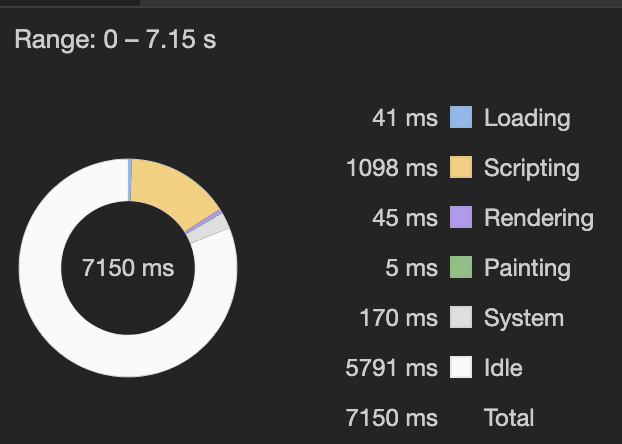 Range: 0 – 7.15 s
41 ms Loading
1098 ms Scripting
45 ms Rendering
7150 ms
5 ms Painting
170 ms System
5791 ms Idle
7150 ms Total